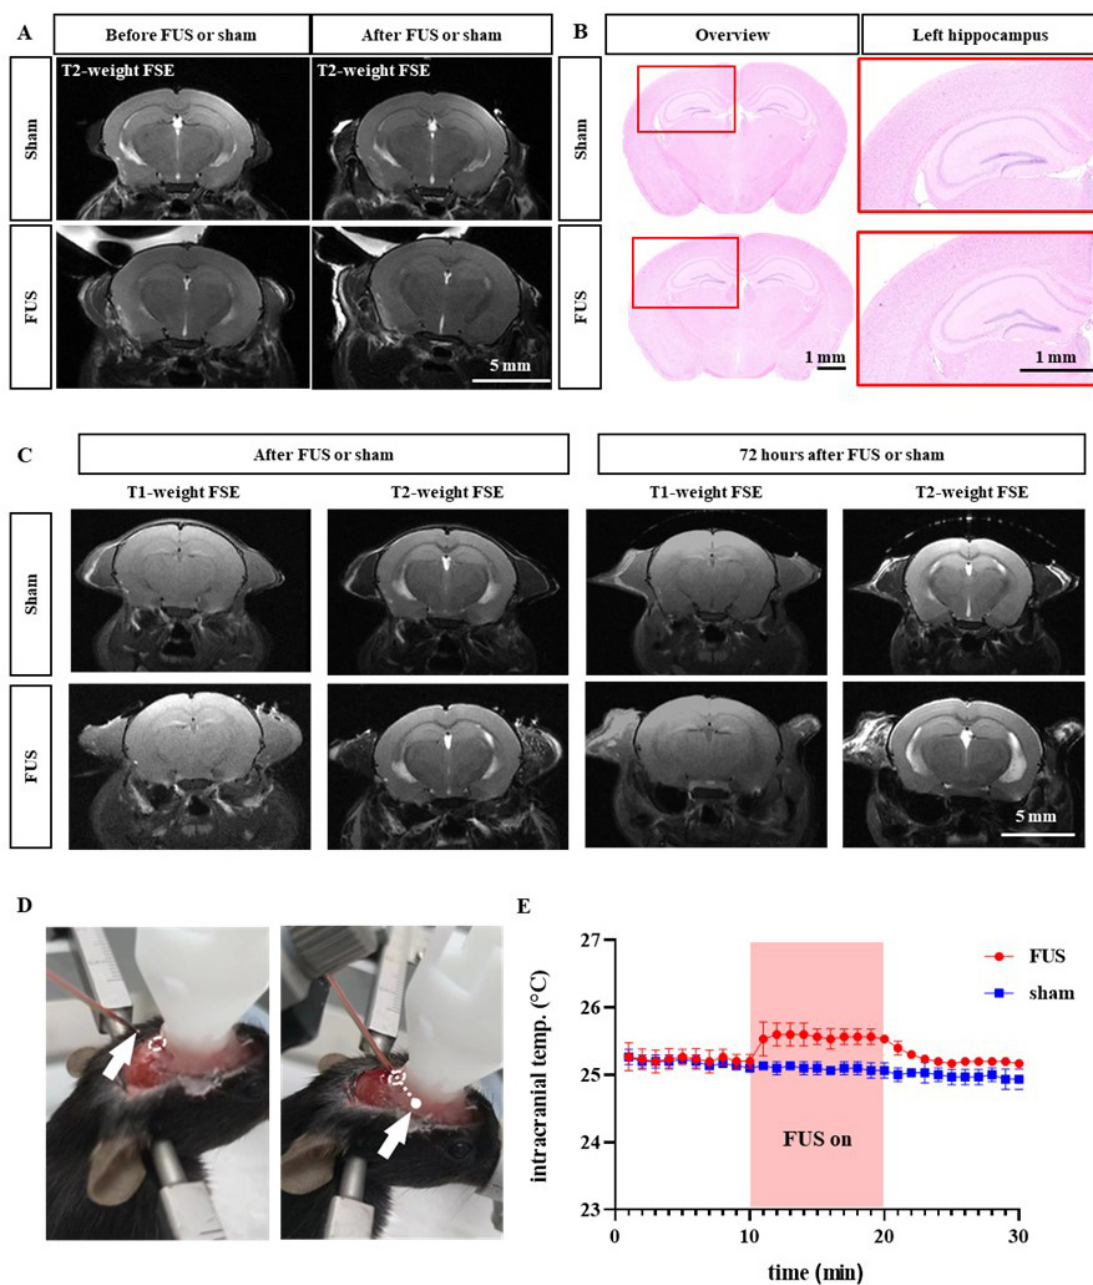 A
Before FUS or sham
After FUS or sham
Sham
T2-weight FSE
T2-weight FSE
FUS
5 mm
B
Overview
Left hippocampus
Sham
FUS
1 mm
1 mm
C
After FUS or sham
72 hours after FUS or sham
T1-weight FSE
T2-weight FSE
T1-weight FSE
T2-weight FSE
Sham
FUS
5 mm
D
E
27
26
25
24
23
intracranial temp. (°C)
FUS
sham
FUS on
0
10
20
30
time (min)